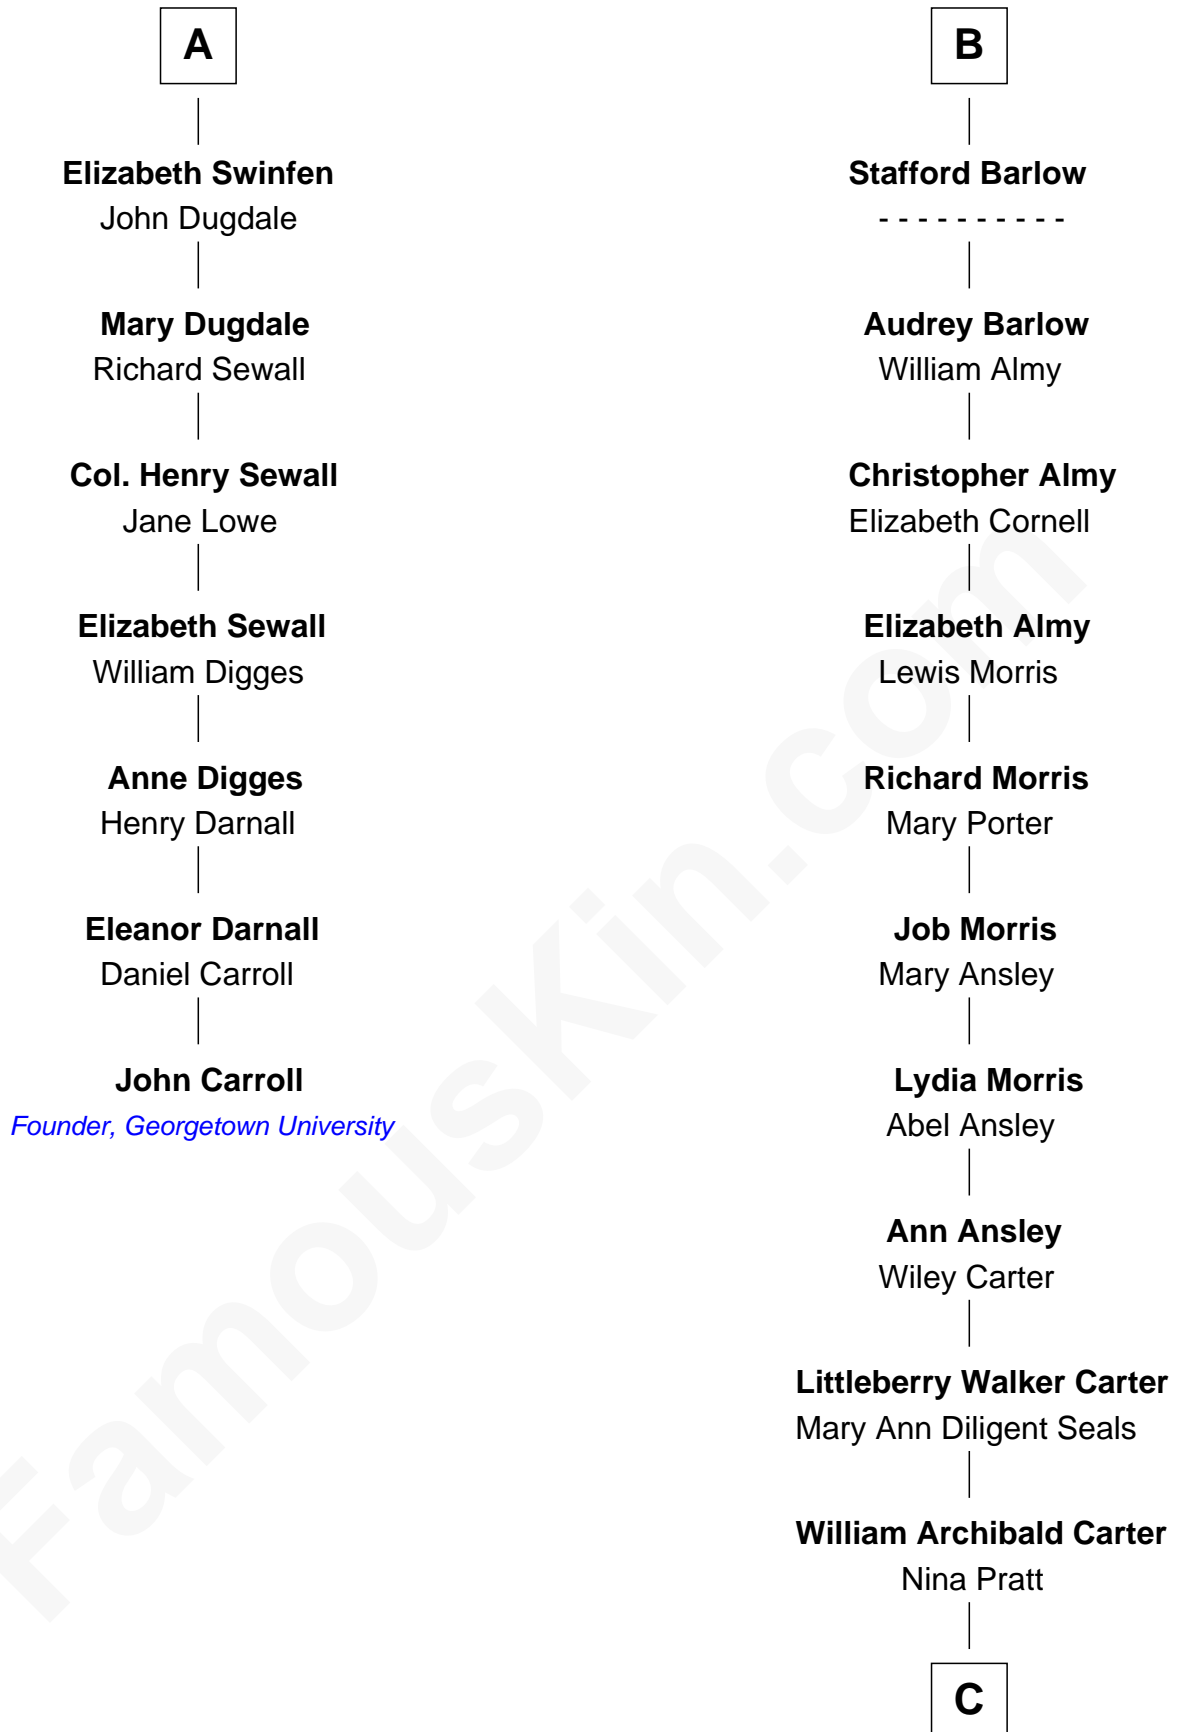 A
Elizabeth Swinfen
John Dugdale
Mary Dugdale
Richard Sewall
Col. Henry Sewall
Jane Lowe
Elizabeth Sewall
William Digges
Anne Digges
Henry Darnall
Eleanor Darnall
Daniel Carroll
John Carroll
Founder, Georgetown University
B
Stafford Barlow
- - - - - - - - - -
Audrey Barlow
William Almy
Christopher Almy
Elizabeth Cornell
Elizabeth Almy
Lewis Morris
Richard Morris
Mary Porter
Job Morris
Mary Ansley
Lydia Morris
Abel Ansley
Ann Ansley
Wiley Carter
Littleberry Walker Carter
Mary Ann Diligent Seals
William Archibald Carter
Nina Pratt
C
FamousKin.com